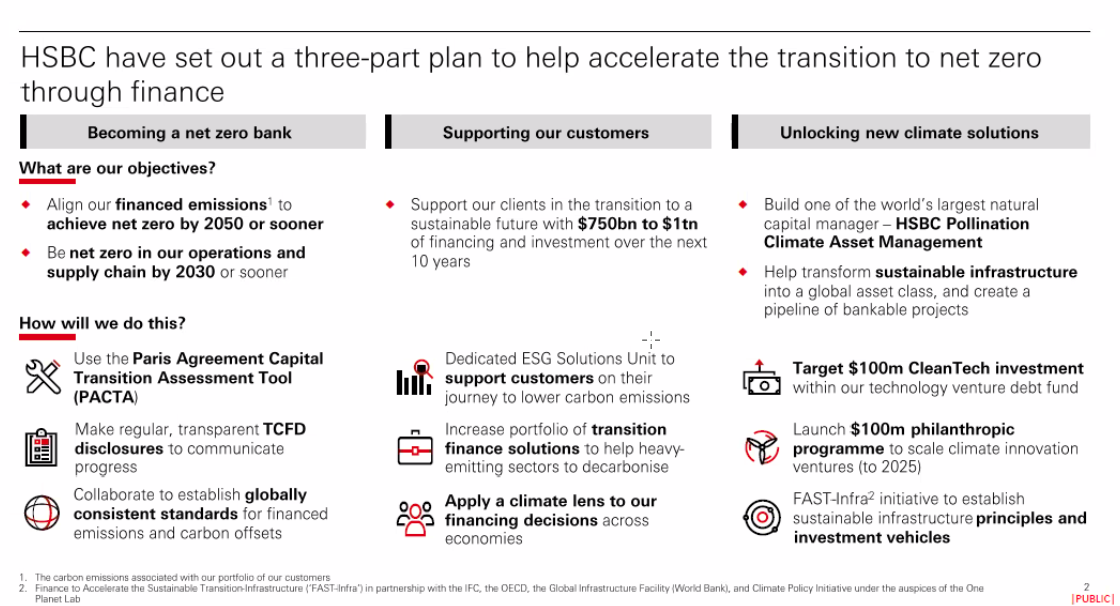 HSBC have set out a three-part plan to help accelerate the transition to net zero
through finance
Becoming a net zero bank
Supporting our customers
Unlocking new climate solutions
What are our objectives?
Align our financed emissions1 to
achieve net zero by 2050 or sooner
Be net zero in our operations and
supply chain by 2030 or sooner
Support our clients in the transition to a
sustainable future with $750bn to $1tn
of financing and investment over the next
10 years
Build one of the world's largest natural
capital manager – HSBC Pollination
Climate Asset Management
Help transform sustainable infrastructure
into a global asset class, and create a
pipeline of bankable projects
How will we do this?
Use the Paris Agreement Capital
Transition Assessment Tool
(PACTA)
Make regular, transparent TCFD
disclosures to communicate
progress
Collaborate to establish globally
consistent standards for financed
emissions and carbon offsets
Dedicated ESG Solutions Unit to
support customers on their
journey to lower carbon emissions
Increase portfolio of transition
finance solutions to help heavy-
emitting sectors to decarbonise
Apply a climate lens to our
financing decisions across
economies
Target $100m CleanTech investment
within our technology venture debt fund
Launch $100m philanthropic
programme to scale climate innovation
ventures (to 2025)
FAST-Infra2 initiative to establish
sustainable infrastructure principles and
investment vehicles
1. The carbon emissions associated with our portfolio of our customers
2. Finance to Accelerate the Sustainable Transition-Infrastructure ('FAST-Infra') in partnership with the IFC, the OECD, the Global Infrastructure Facility (World Bank), and Climate Policy Initiative under the auspices of the One
Planet Lab
2
[PUBLIC]